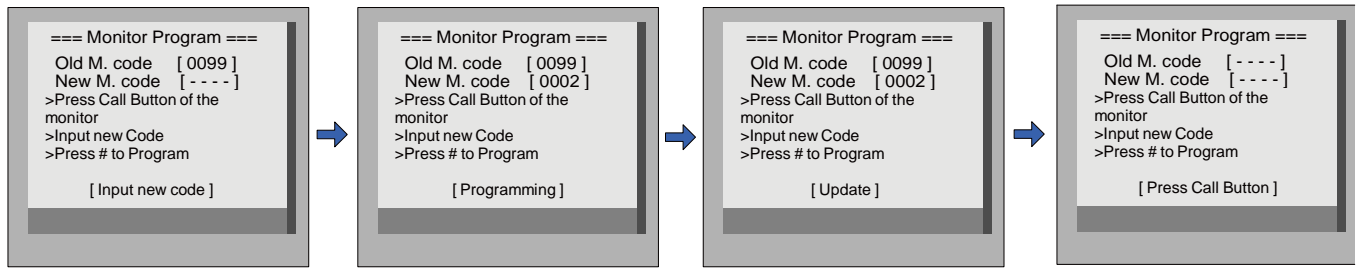 === Monitor Program ===
Old M. code [ 0099 ]
New M. code [ - - - - ]
>Press Call Button of the
monitor
>Input new Code
>Press # to Program
[ Input new code ]
=== Monitor Program ===
Old M. code [ 0099 ]
New M. code [ 0002 ]
>Press Call Button of the
monitor
>Input new Code
>Press # to Program
[ Programming ]
=== Monitor Program ===
Old M. code [ 0099 ]
New M. code [ 0002 ]
>Press Call Button of the
monitor
>Input new Code
>Press # to Program
[ Update ]
=== Monitor Program ===
Old M. code [ - - - - ]
New M. code [ - - - - ]
>Press Call Button of the
monitor
>Input new Code
>Press # to Program
[ Press Call Button ]